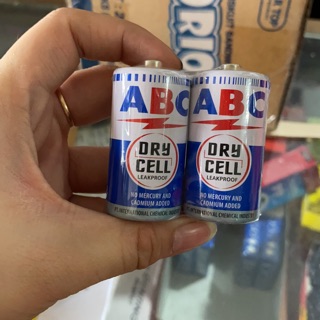 ORIO
ABC
DRY
CELL
LEAKPROOF
NO MERCURY AND
CADMIUM ADDED
ABC
DRY
CELL
LEAKPROOF
NO MERCURY AND
CADMIUM ADDED